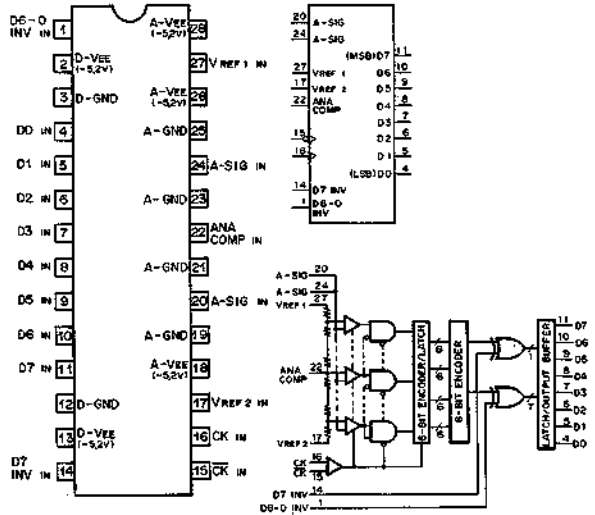 D6-0
INV IN 1
A-VEE
(-5,2V) 28
2 D-VEE
(-5,2V)
27 VREF 1 IN
3 D-GND
A-VEE
(-5,2V) 26
D0 IN 4
A-GND 25
D1 IN 5
24 A-SIG IN
D2 IN 6
A-GND 23
D3 IN 7
22 ANA
COMP IN
D4 IN 8
A-GND 21
D5 IN 9
20 A-SIG IN
D6 IN 10
A-GND 19
D7 IN 11
A-VEE
(-5,2V) 18
12 D-GND
17 VREF 2 IN
13 D-VEE
(-5,2V)
16 CK IN
D7
INV IN 14
15 CK IN
20 A-SIG
24 A-SIG
27 VREF 1
17 VREF 2
22 ANA
COMP
15
16
14 D7 INV
1 D6-0
INV
(MSB)D7 11
D6 10
D5 9
D4 8
D3 7
D2 6
D1 5
(LSB)D0 4
A-SIG 20
A-SIG 24
VREF 1 27
ANA
COMP 22
VREF 2 17
CK 16
CK 15
D7 INV 14
D6-0 INV 1
6-BIT ENCODER/LATCH
8-BIT ENCODER
LATCH/OUTPUT BUFFER
11 D7
10 D6
9 D5
8 D4
7 D3
6 D2
5 D1
4 D0